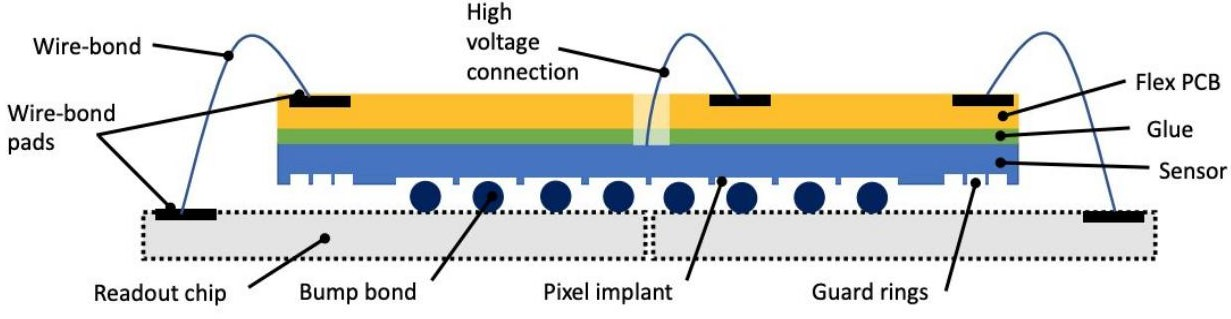 High
voltage
connection
Wire-bond
Flex PCB
Wire-bond
pads
Glue
Sensor
Readout chip
Bump bond
Pixel implant
Guard rings